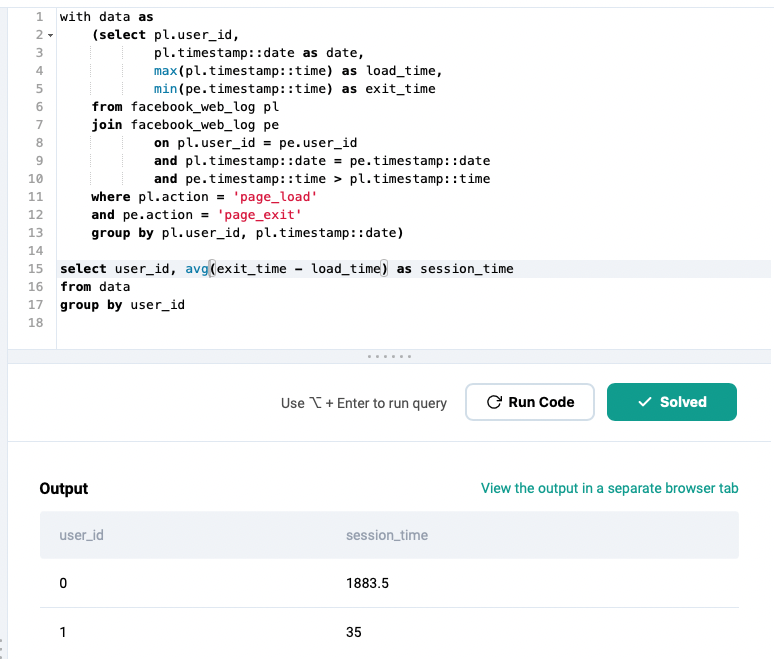 1 with data as
2 (select pl.user_id,
3 pl.timestamp::date as date,
4 max(pl.timestamp::time) as load_time,
5 min(pe.timestamp::time) as exit_time
6 from facebook_web_log pl
7 join facebook_web_log pe
8 on pl.user_id = pe.user_id
9 and pl.timestamp::date = pe.timestamp::date
10 and pe.timestamp::time > pl.timestamp::time
11 where pl.action = 'page_load'
12 and pe.action = 'page_exit'
13 group by pl.user_id, pl.timestamp::date)
14
15 select user_id, avg(exit_time - load_time) as session_time
16 from data
17 group by user_id
18
Use ⌥ + Enter to run query Run Code Solved
Output View the output in a separate browser tab
user_id session_time
0 1883.5
1 35